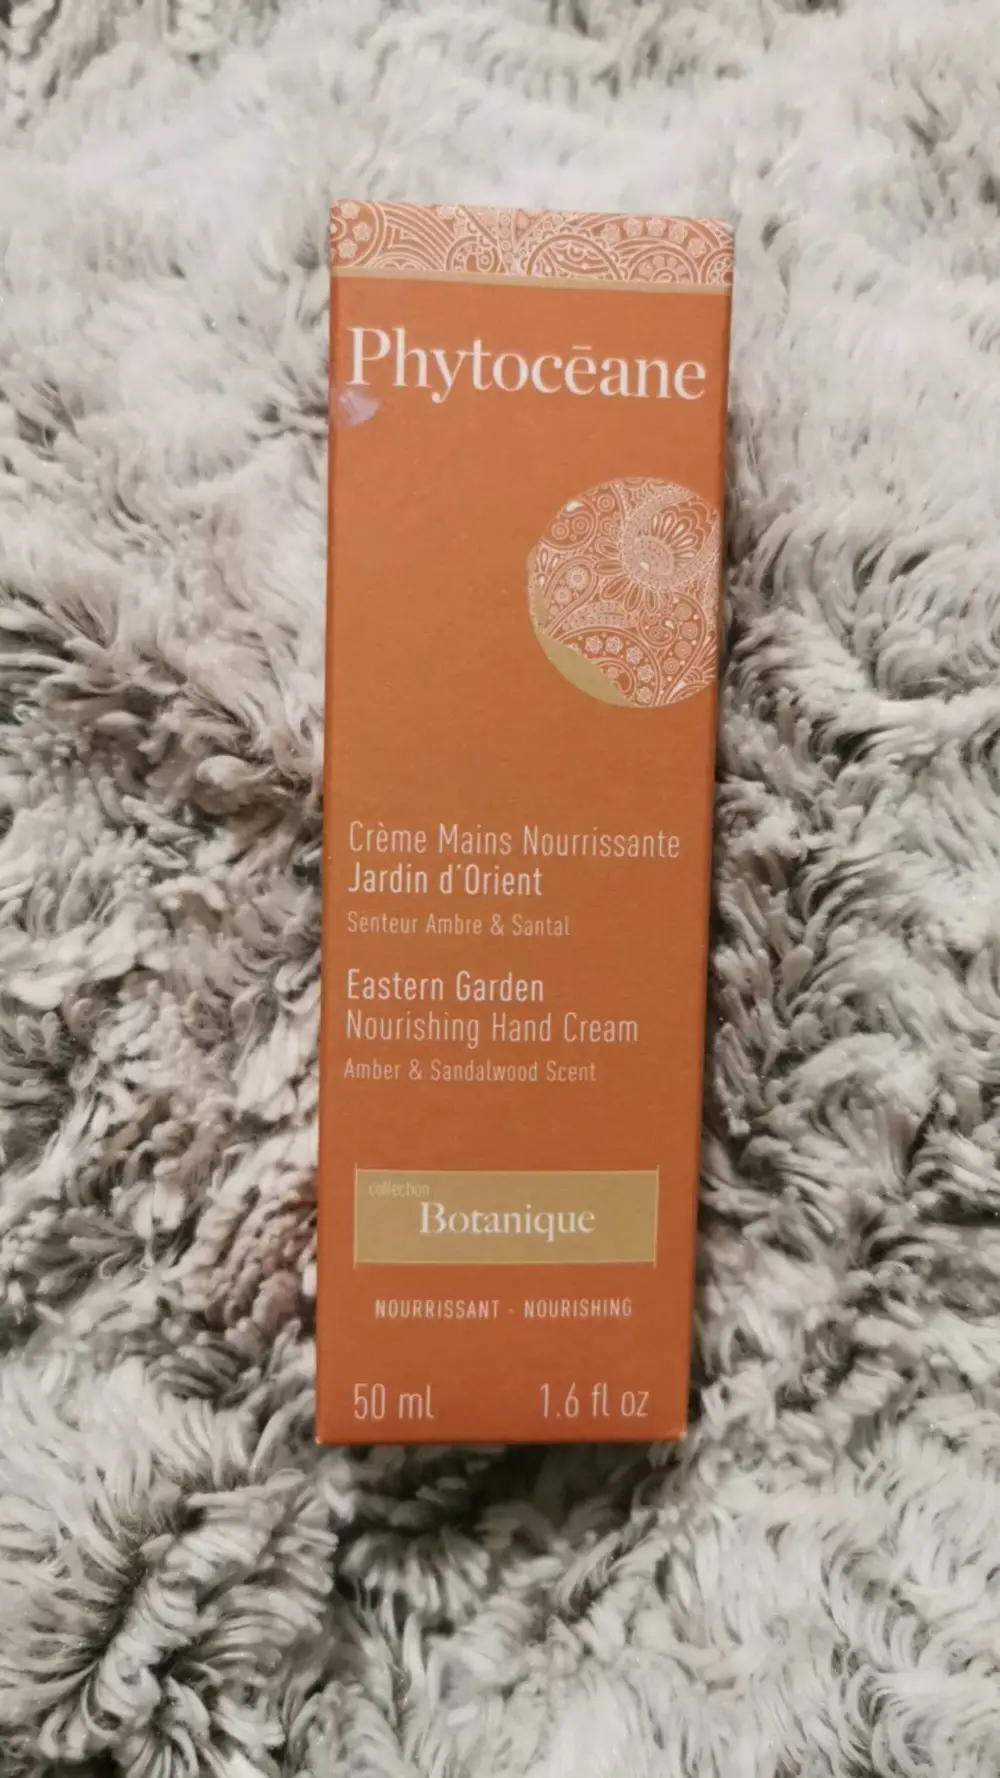 Phytocēane
Crème Mains Nourrissante
Jardin d'Orient
Senteur Ambre & Santal
Eastern Garden
Nourishing Hand Cream
Amber & Sandalwood Scent
collection
Botanique
NOURRISSANT - NOURISHING
50 ml 1.6 fl oz